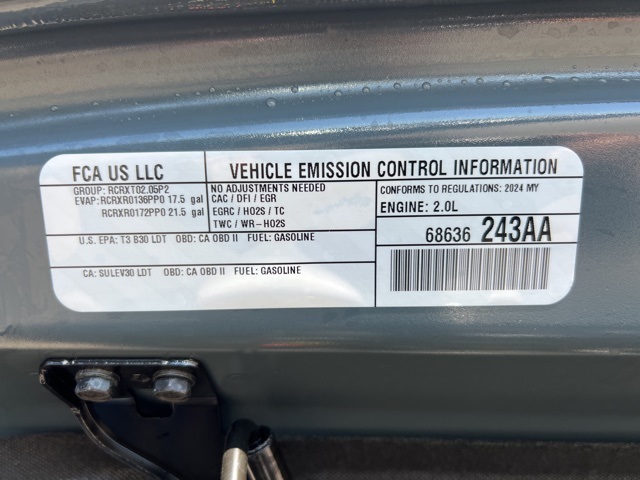 FCA US LLC
GROUP: RCRXT02.05P2
EVAP: RCRXR0136PP0 17.5 gal
RCRXR0172PP0 21.5 gal
VEHICLE EMISSION CONTROL INFORMATION
NO ADJUSTMENTS NEEDED
CAC / DFI / EGR
EGRC / HO2S / TC
TWC / WR-HO2S
CONFORMS TO REGULATIONS: 2024 MY
ENGINE: 2.0L
U.S. EPA: T3 B30 LDT OBD: CA OBD II FUEL: GASOLINE
68636 243AA
CA: SULEV30 LDT OBD: CA OBD II FUEL: GASOLINE